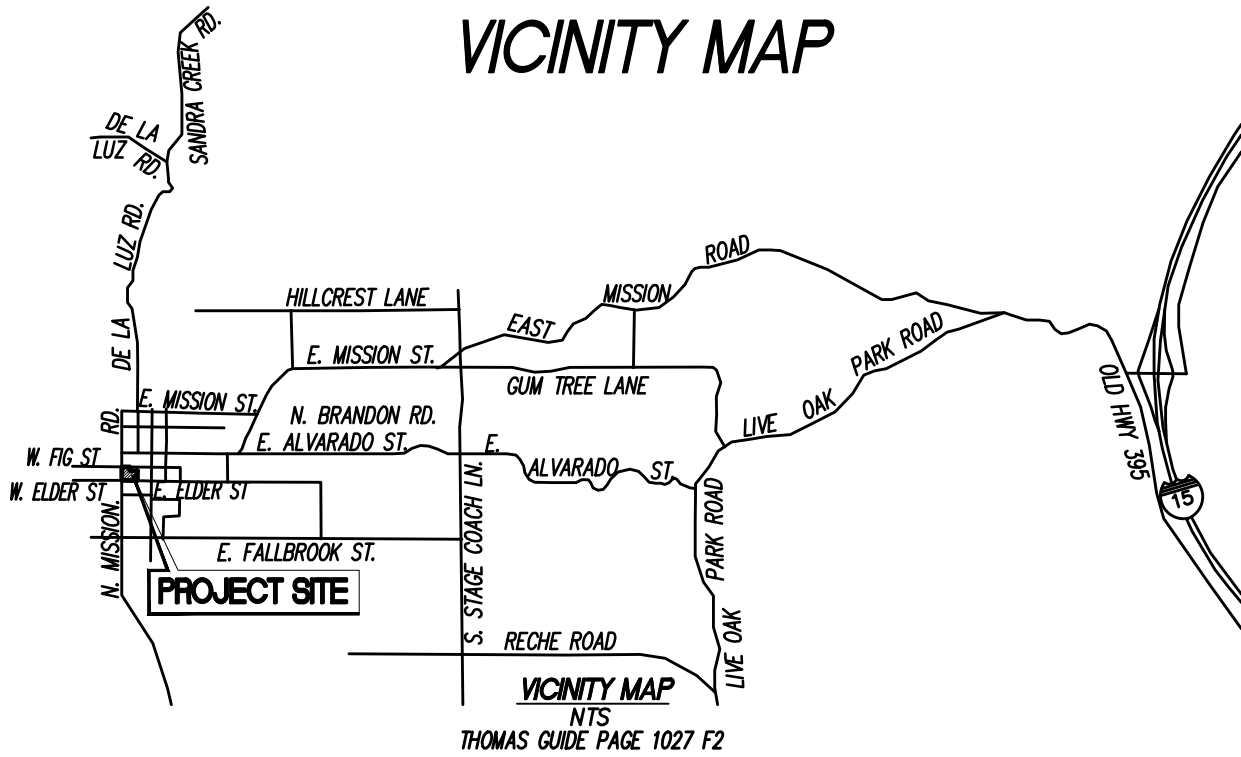 VICINITY MAP
SANDRA CREEK RD.
DE LA
LUZ RD.
DE LA LUZ RD.
ROAD
MISSION
EAST
HILLCREST LANE
E. MISSION ST.
GUM TREE LANE
PARK ROAD
LIVE OAK
OLD HWY 395
15
E. MISSION ST.
N. BRANDON RD.
E. ALVARADO ST.
E.
ALVARADO ST.
W. FIG ST
W. ELDER ST
E. ELDER ST
N. MISSION. RD.
E. FALLBROOK ST.
S. STAGE COACH LN.
PARK ROAD
LIVE OAK
PROJECT SITE
RECHE ROAD
VICINITY MAP
NTS
THOMAS GUIDE PAGE 1027 F2